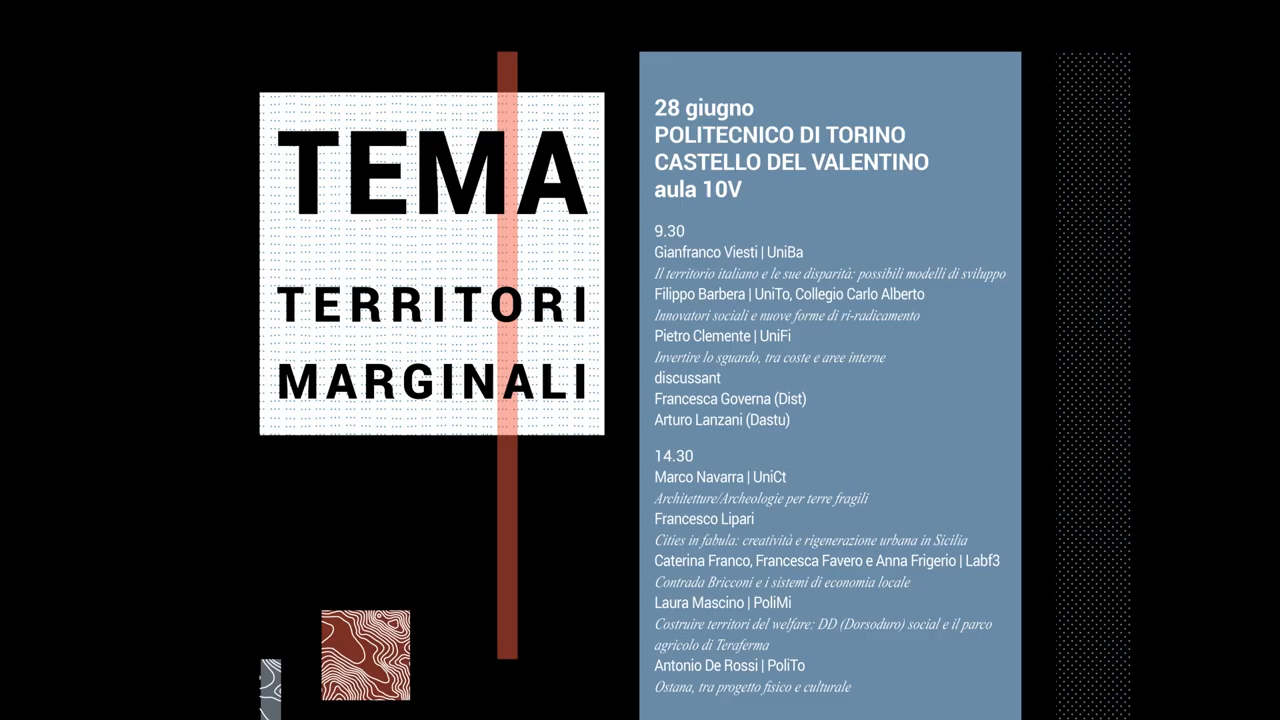 TEMA
TERRITORI
MARGINALI
28 giugno
POLITECNICO DI TORINO
CASTELLO DEL VALENTINO
aula 10V
9.30
Gianfranco Viesti | UniBa
Il territorio italiano e le sue disparità: possibili modelli di sviluppo
Filippo Barbera | UniTo, Collegio Carlo Alberto
Innovatori sociali e nuove forme di ri-radicamento
Pietro Clemente | UniFi
Invertire lo sguardo, tra coste e aree interne
discussant
Francesca Governa (Dist)
Arturo Lanzani (Dastu)
14.30
Marco Navarra | UniCt
Architetture/Archeologie per terre fragili
Francesco Lipari
Cities in fabula: creatività e rigenerazione urbana in Sicilia
Caterina Franco, Francesca Favero e Anna Frigerio | Labf3
Contrada Bricconi e i sistemi di economia locale
Laura Mascino | PoliMi
Costruire territori del welfare: DD (Dorsoduro) social e il parco
agricolo di Teraferma
Antonio De Rossi | PoliTo
Ostana, tra progetto fisico e culturale